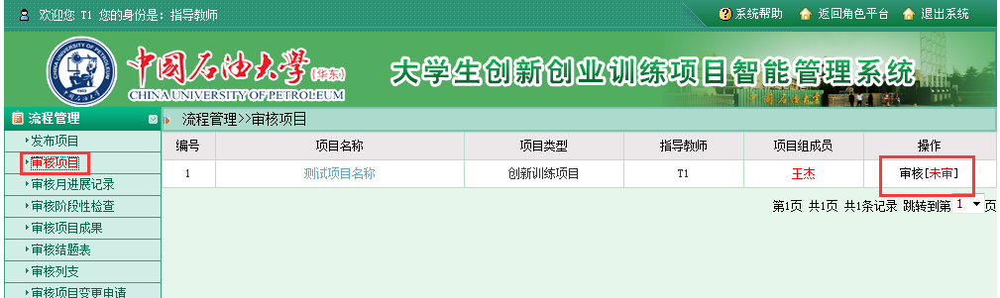 欢迎您 T1 您的身份是：指导教师
系统帮助 返回角色平台 退出系统
中国石油大学(华东)
CHINA UNIVERSITY OF PETROLEUM
大学生创新创业训练项目智能管理系统
流程管理
发布项目
审核项目
审核月进展记录
审核阶段性检查
审核项目成果
审核结题表
审核列支
审核项目变更申请
流程管理>>审核项目
编号 项目名称 项目类型 指导教师 项目组成员 操作
1 测试项目名称 创新训练项目 T1 王杰 审核[未审]
第1页 共1页 共1条记录 跳转到第 1 页